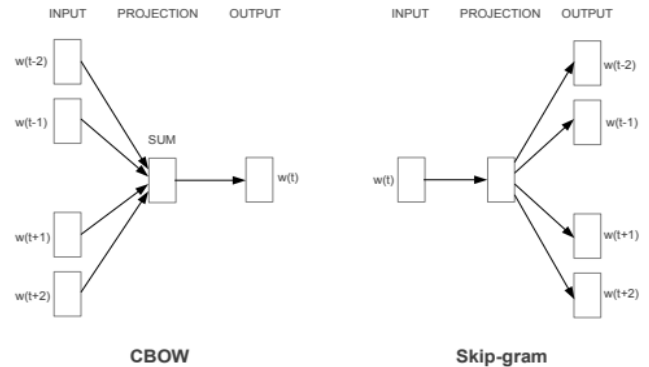 INPUT PROJECTION OUTPUT
w(t-2)
w(t-1)
SUM
w(t)
w(t+1)
w(t+2)
CBOW
INPUT PROJECTION OUTPUT
w(t-2)
w(t-1)
w(t)
w(t+1)
w(t+2)
Skip-gram